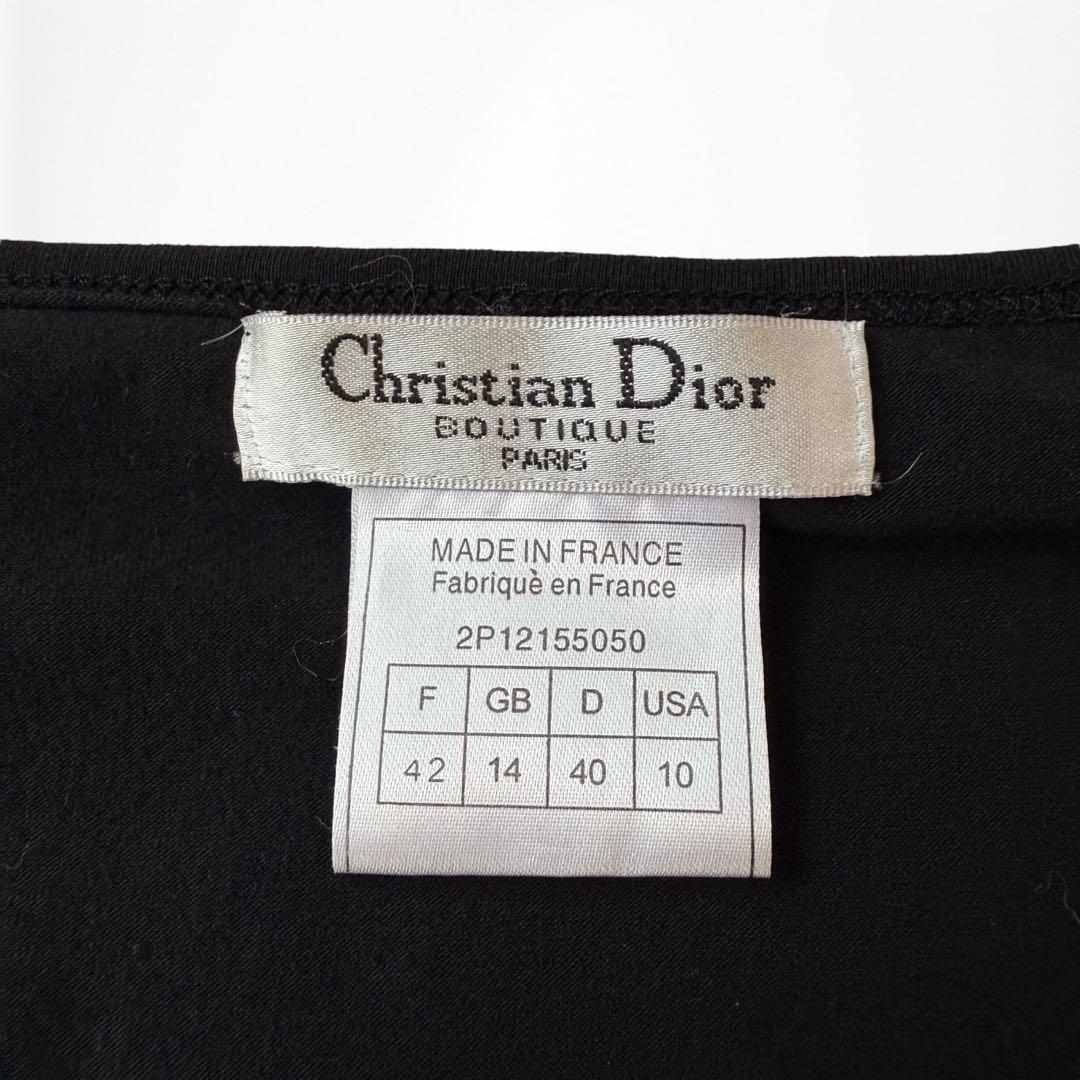 Christian Dior
BOUTIQUE
PARIS
MADE IN FRANCE
Fabriquè en France
2P12155050
F GB D USA
42 14 40 10